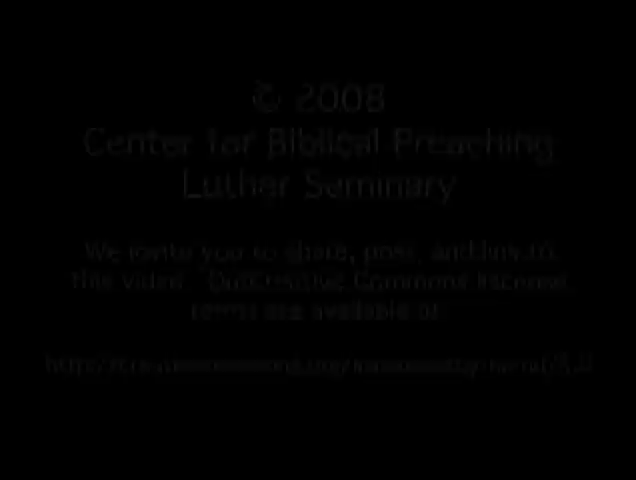 © 2008
Center for Biblical Preaching
Luther Seminary
We invite you to share, post, and link to
this video. Our Creative Commons license
terms are available at